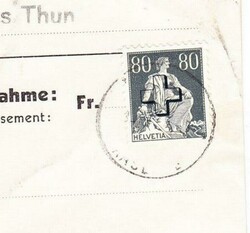 s Thun
80 80
ahme: Fr.
sement:
HELVETIA